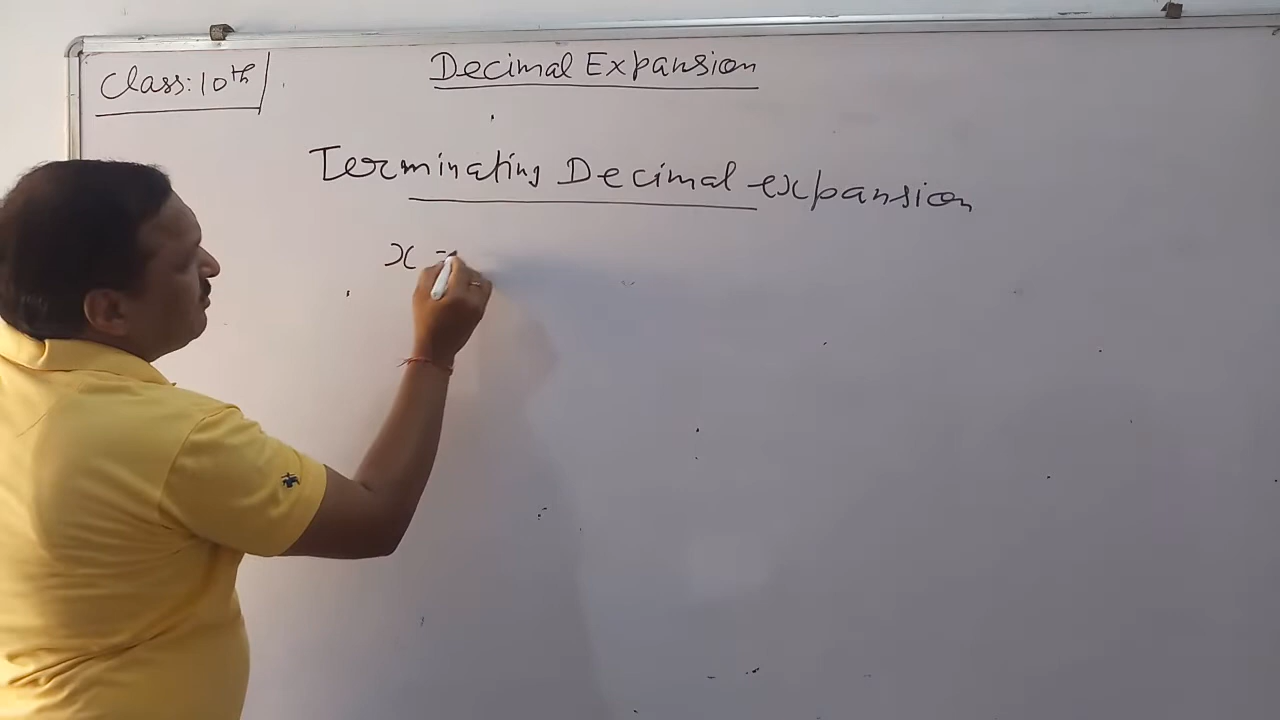 Class: 10th
Decimal Expansion
Terminating Decimal expansion
x =